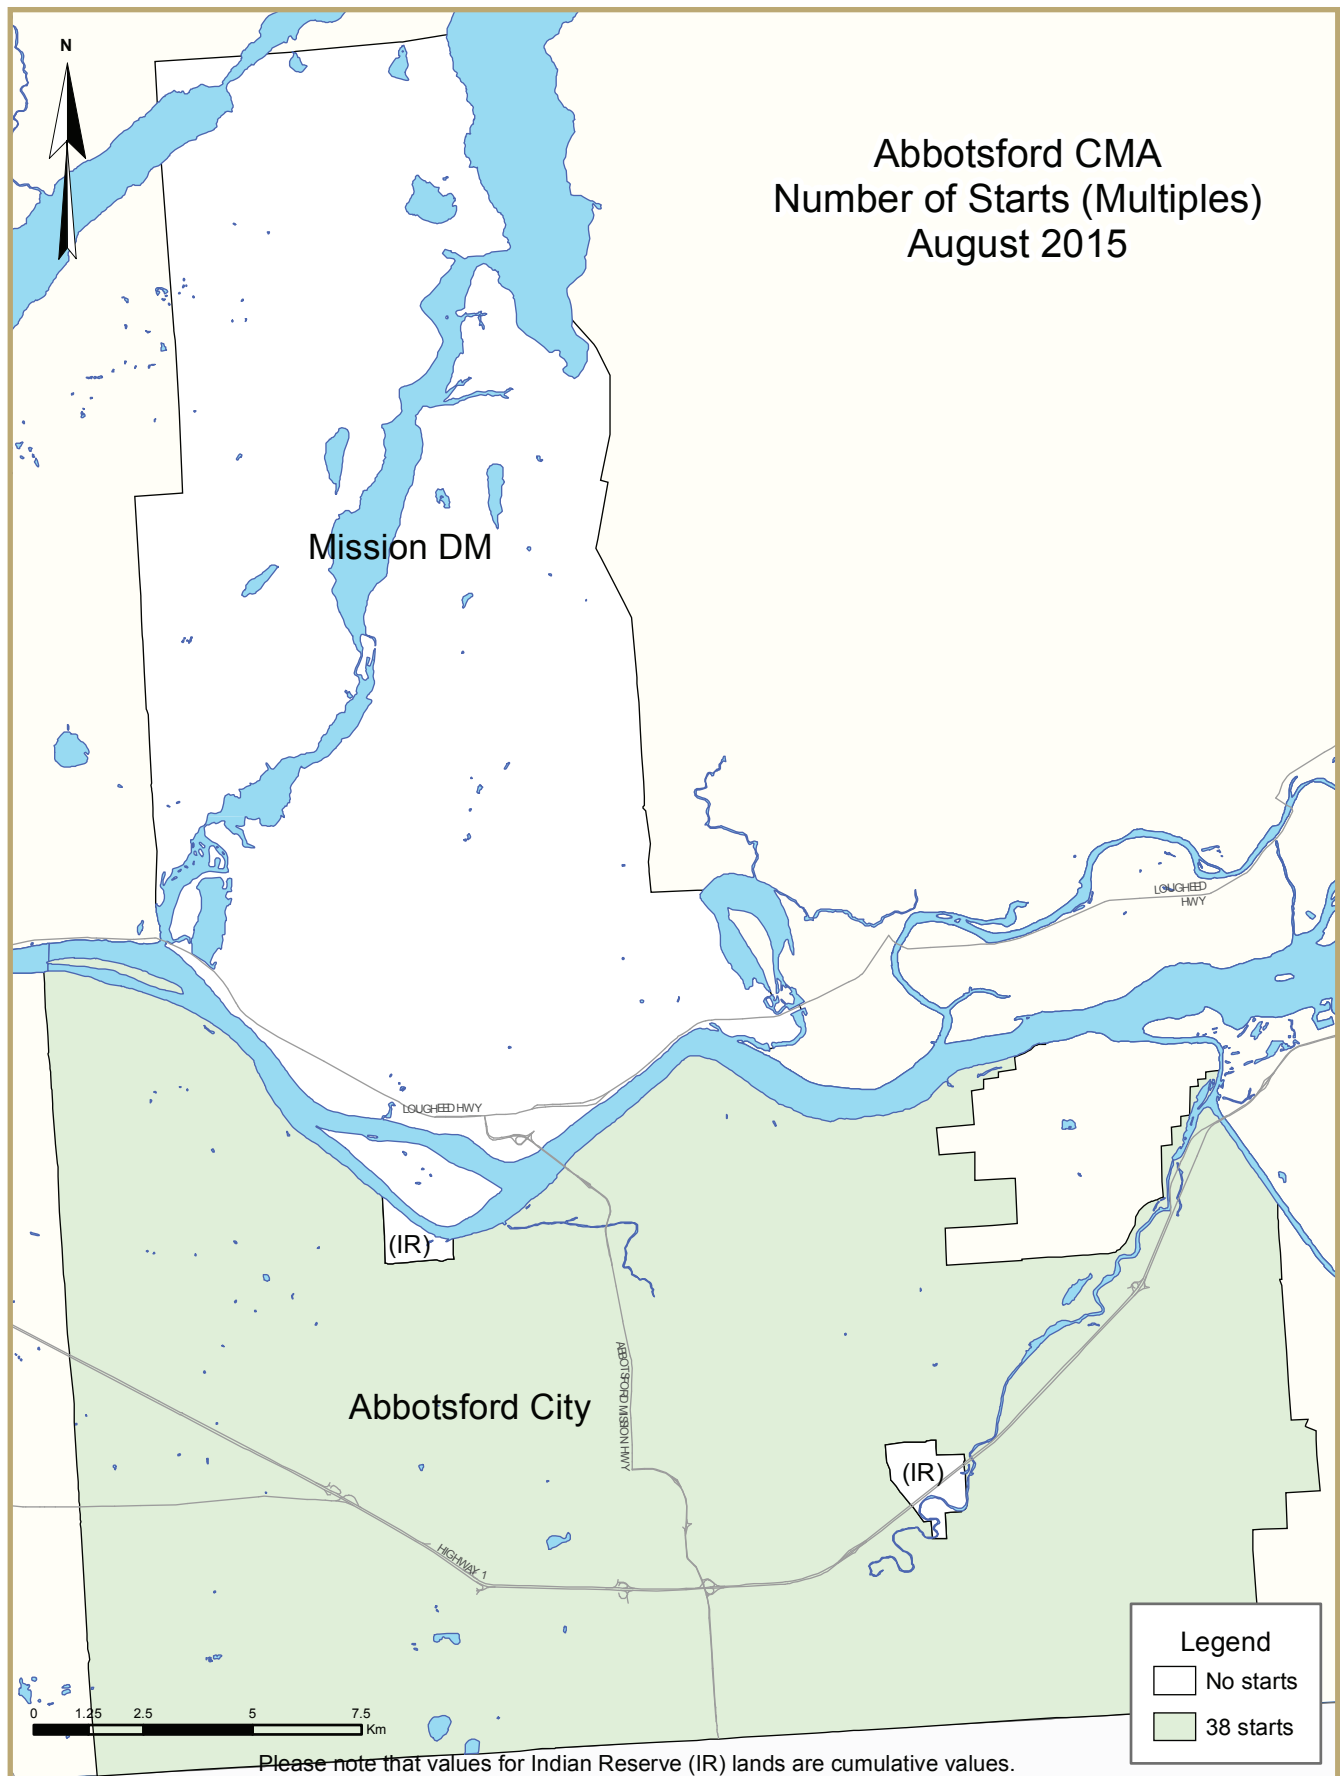 N
Abbotsford CMA
Number of Starts (Multiples)
August 2015
Mission DM
LOUGHEED
HWY
LOUGHEED HWY
(IR)
ABBOTSFORD MISSION HWY
Abbotsford City
(IR)
HIGHWAY 1
Legend
No starts
38 starts
0 1.25 2.5 5 7.5
Km
Please note that values for Indian Reserve (IR) lands are cumulative values.